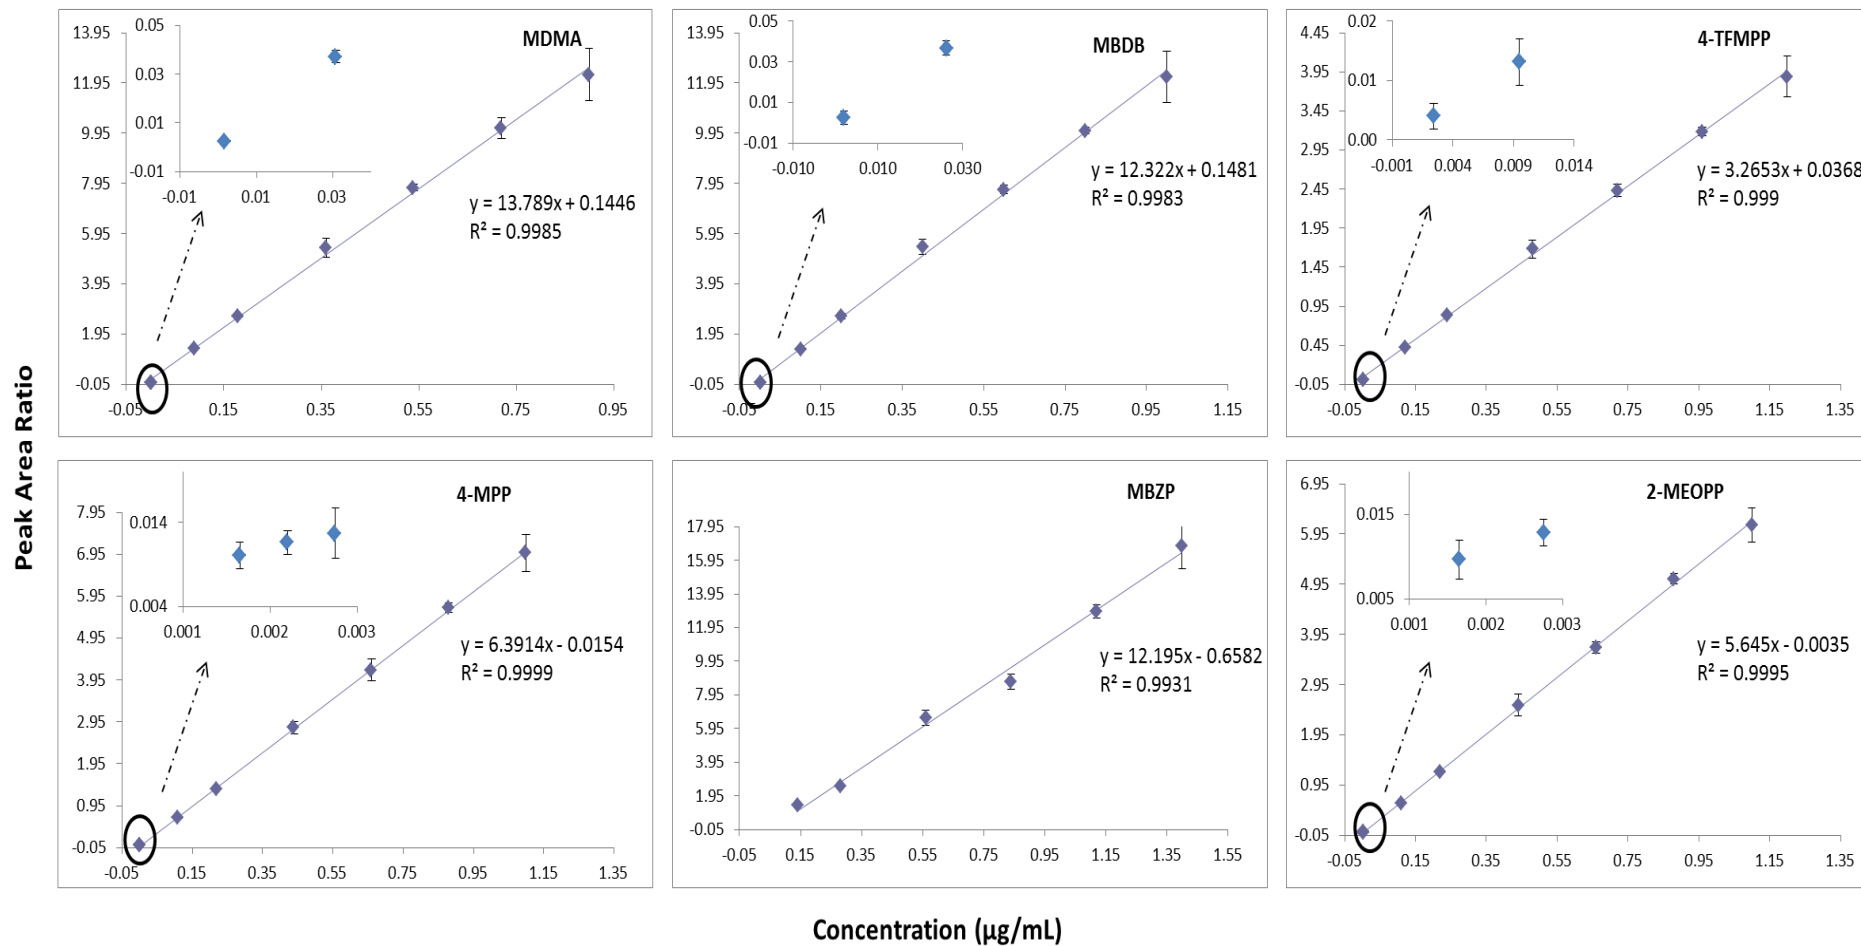 Peak Area Ratio
MDMA
13.95
11.95
9.95
7.95
5.95
3.95
1.95
-0.05
-0.05 0.15 0.35 0.55 0.75 0.95
0.05
0.03
0.01
-0.01
-0.01 0.01 0.03
y = 13.789x + 0.1446
R² = 0.9985
MBDB
13.95
11.95
9.95
7.95
5.95
3.95
1.95
-0.05
-0.05 0.15 0.35 0.55 0.75 0.95 1.15
0.05
0.03
0.01
-0.01
-0.010 0.010 0.030
y = 12.322x + 0.1481
R² = 0.9983
4-TFMPP
4.45
3.95
3.45
2.95
2.45
1.95
1.45
0.95
0.45
-0.05
-0.05 0.15 0.35 0.55 0.75 0.95 1.15 1.35
0.02
0.01
0.00
-0.001 0.004 0.009 0.014
y = 3.2653x + 0.0368
R² = 0.999
4-MPP
7.95
6.95
5.95
4.95
3.95
2.95
1.95
0.95
-0.05
-0.05 0.15 0.35 0.55 0.75 0.95 1.15 1.35
0.014
0.004
0.001 0.002 0.003
y = 6.3914x - 0.0154
R² = 0.9999
MBZP
17.95
15.95
13.95
11.95
9.95
7.95
5.95
3.95
1.95
-0.05
-0.05 0.15 0.35 0.55 0.75 0.95 1.15 1.35 1.55
y = 12.195x - 0.6582
R² = 0.9931
2-MEOPP
6.95
5.95
4.95
3.95
2.95
1.95
0.95
-0.05
-0.05 0.15 0.35 0.55 0.75 0.95 1.15 1.35
0.015
0.005
0.001 0.002 0.003
y = 5.645x - 0.0035
R² = 0.9995
Concentration (µg/mL)